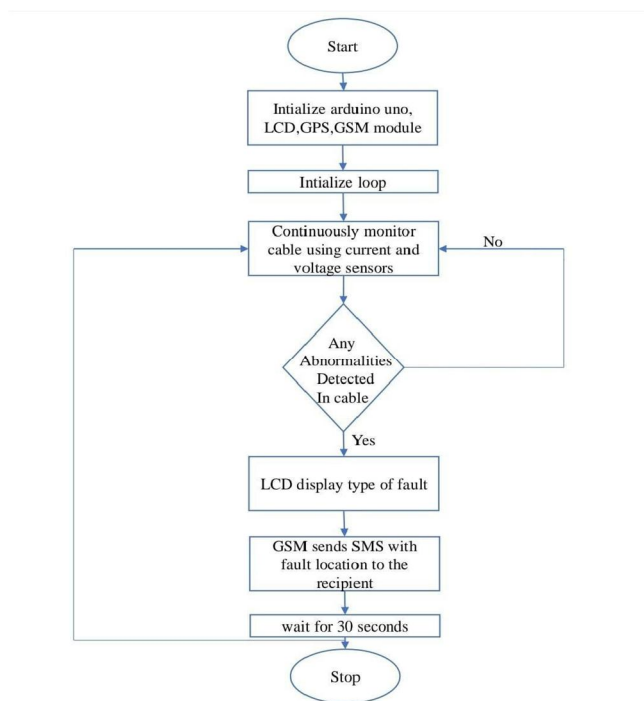 Start
Intialize arduino uno,
LCD,GPS,GSM module
Intialize loop
Continuously monitor
cable using current and
voltage sensors
No
Any
Abnormalities
Detected
In cable
Yes
LCD display type of fault
GSM sends SMS with
fault location to the
recipient
wait for 30 seconds
Stop